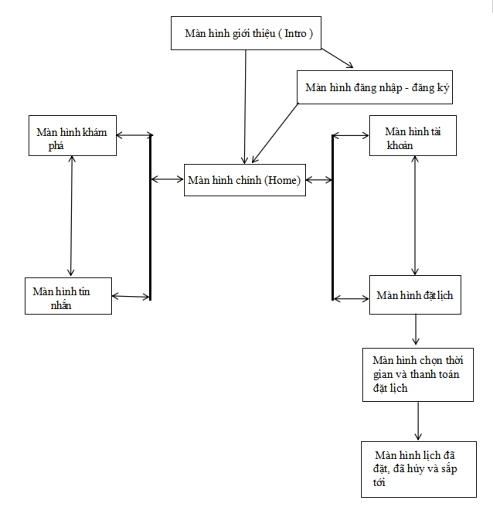 Màn hình giới thiệu ( Intro )
Màn hình đăng nhập - đăng ký
Màn hình khám
phá
Màn hình tài
khoản
Màn hình chính (Home)
Màn hình tin
nhắn
Màn hình đặt lịch
Màn hình chọn thời
gian và thanh toán
đặt lịch
Màn hình lịch đã
đặt, đã hủy và sắp
tới